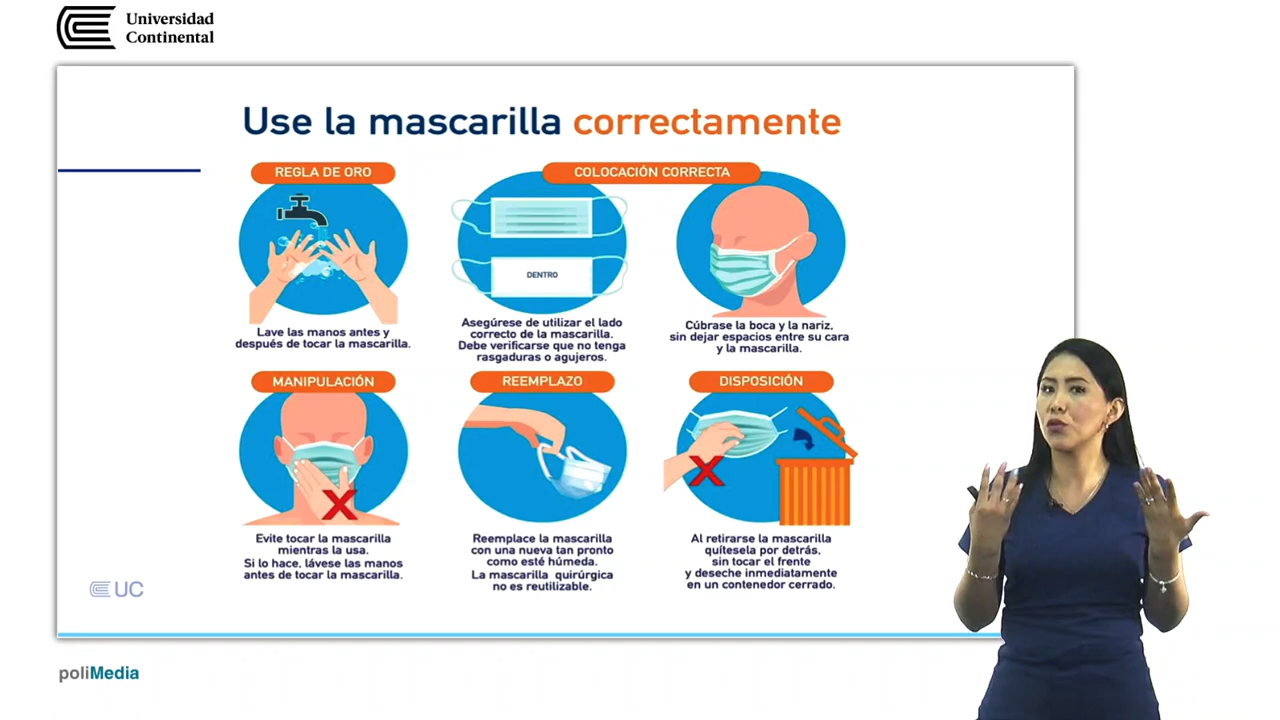 Universidad
Continental
Use la mascarilla correctamente
REGLA DE ORO
Lave las manos antes y
después de tocar la mascarilla.
COLOCACIÓN CORRECTA
DENTRO
Asegúrese de utilizar el lado
correcto de la mascarilla.
Debe verificarse que no tenga
rasgaduras o agujeros.
Cúbrase la boca y la nariz,
sin dejar espacios entre su cara
y la mascarilla.
MANIPULACIÓN
Evite tocar la mascarilla
mientras la usa.
Si lo hace, lávese las manos
antes de tocar la mascarilla.
REEMPLAZO
Reemplace la mascarilla
con una nueva tan pronto
como esté húmeda.
La mascarilla quirúrgica
no es reutilizable.
DISPOSICIÓN
Al retirarse la mascarilla
quítesela por detrás,
sin tocar el frente
y deseche inmediatamente
en un contenedor cerrado.
UC
poliMedia